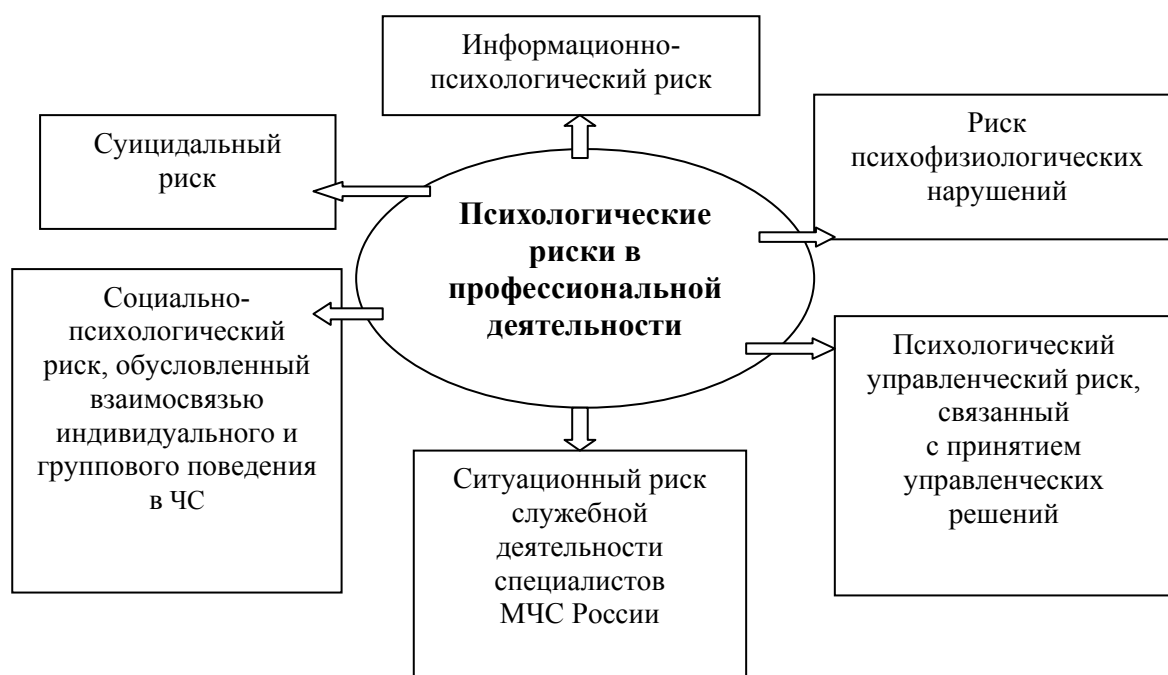 Информационно-
психологический риск
Суицидальный
риск
Риск
психофизиологических
нарушений
Психологические
риски в
профессиональной
деятельности
Социально-
психологический
риск, обусловленный
взаимосвязью
индивидуального и
группового поведения
в ЧС
Психологический
управленческий риск,
связанный
с принятием
управленческих
решений
Ситуационный риск
служебной
деятельности
специалистов
МЧС России